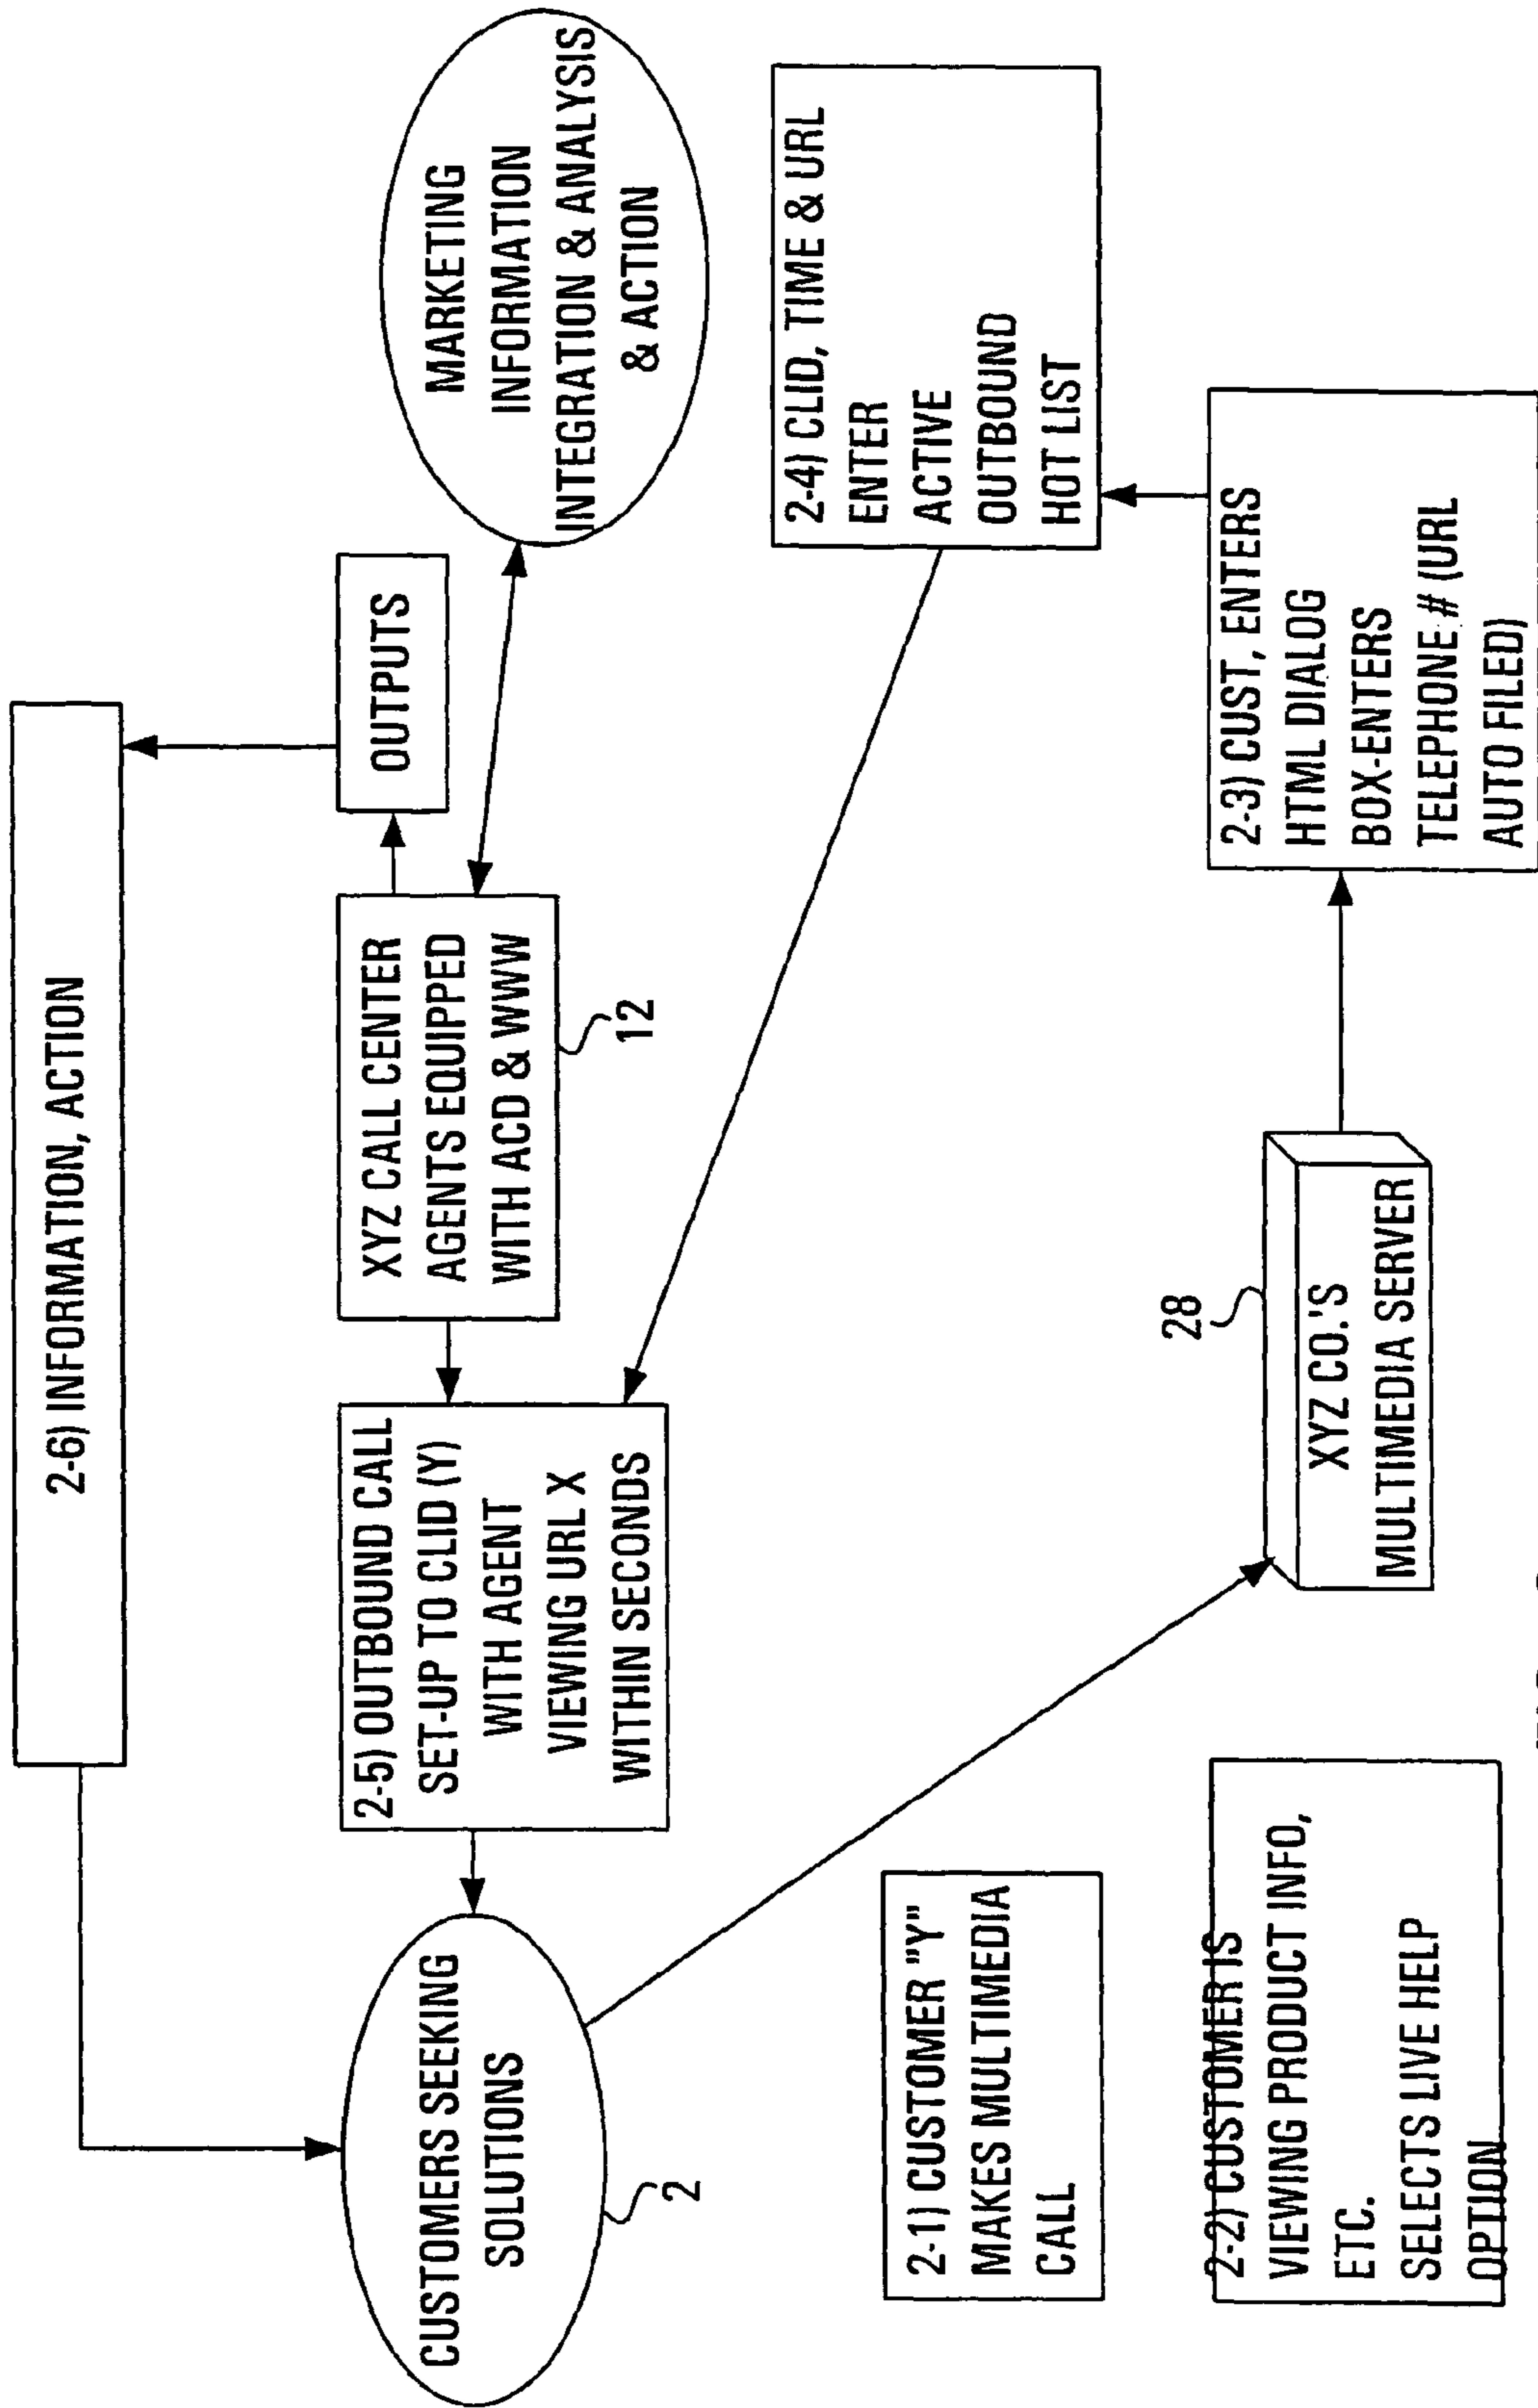 2-6) INFORMATION, ACTION
CUSTOMERS SEEKING
SOLUTIONS
2
2-5) OUTBOUND CALL
SET-UP TO CLID (Y)
WITH AGENT
VIEWING URL X
WITHIN SECONDS
XYZ CALL CENTER
AGENTS EQUIPPED
WITH ACD & WWW
12
OUTPUTS
MARKETING
INFORMATION
INTEGRATION & ANALYSIS
& ACTION
2-4) CLID, TIME & URL
ENTER
ACTIVE
OUTBOUND
HOT LIST
2-1) CUSTOMER "Y"
MAKES MULTIMEDIA
CALL
2-2) CUSTOMER IS
VIEWING PRODUCT INFO,
ETC.
SELECTS LIVE HELP
OPTION
28
XYZ CO.'S
MULTIMEDIA SERVER
2-3) CUST, ENTERS
HTML DIALOG
BOX-ENTERS
TELEPHONE # (URL
AUTO FILED)